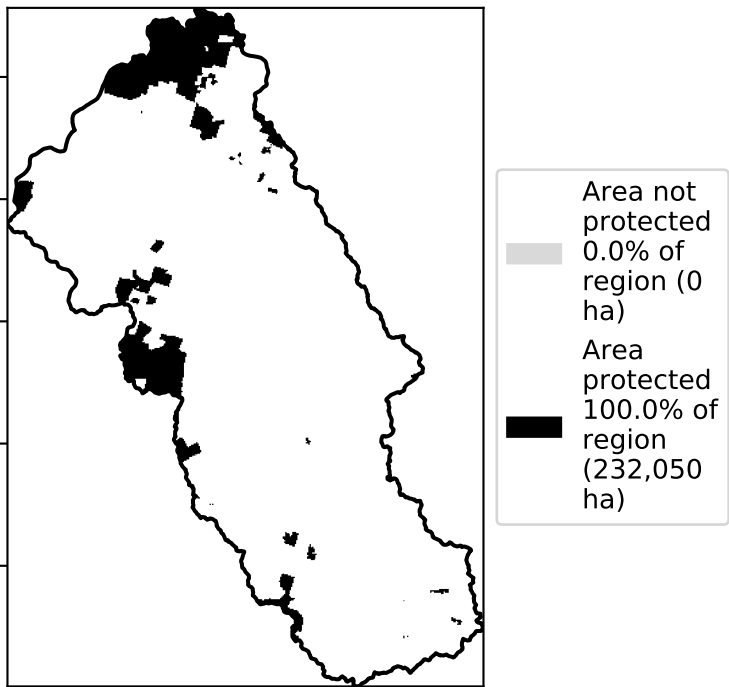 Area not
protected
0.0% of
region (0
ha)
Area
protected
100.0% of
region
(232,050
ha)